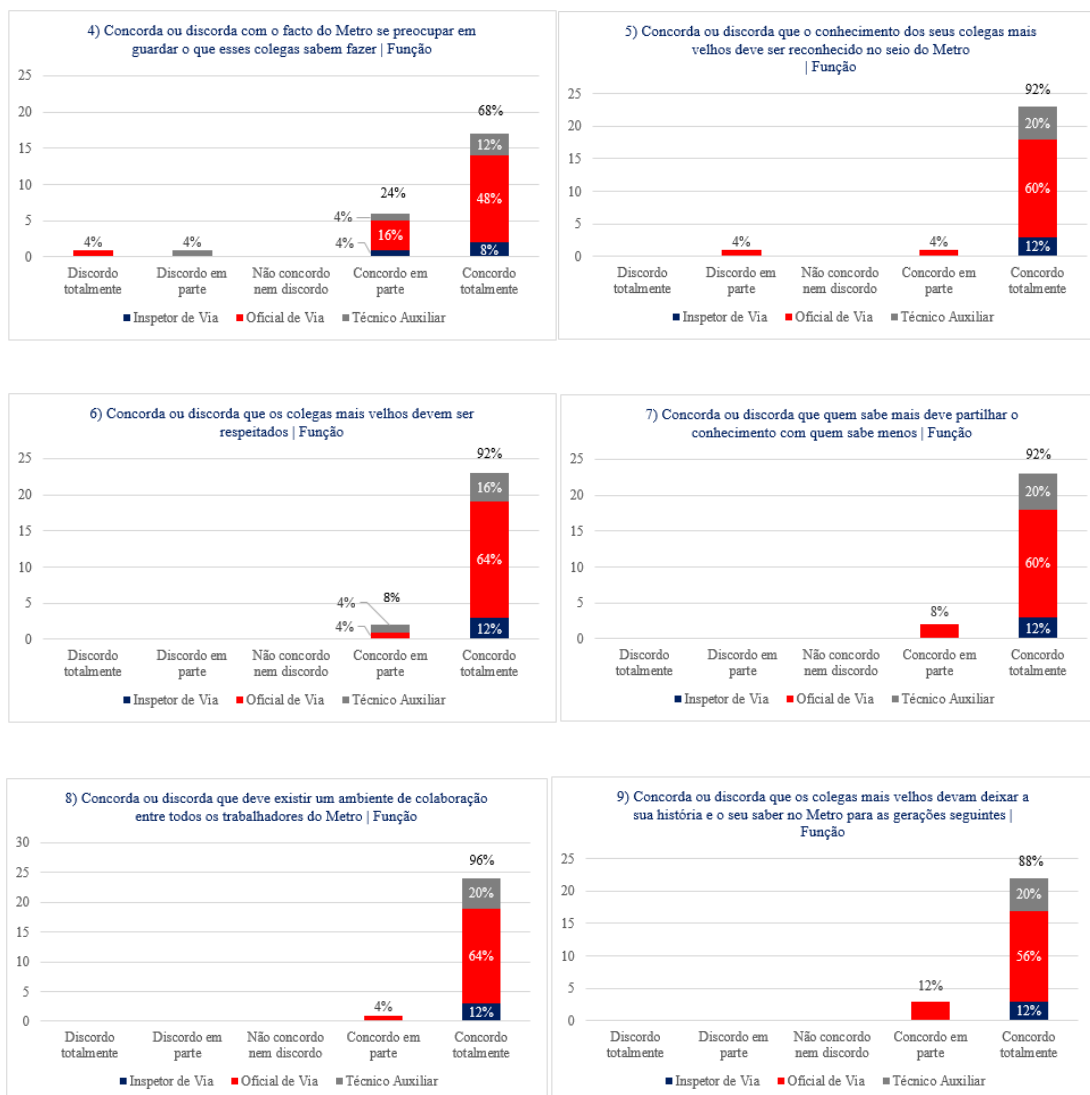 4) Concorda ou discorda com o facto do Metro se preocupar em
guardar o que esses colegas sabem fazer | Função
25
20
15
10
5
0
4%
4%
24%
4%
16%
4%
68%
12%
48%
8%
Discordo
totalmente
Discordo em
parte
Não concordo
nem discordo
Concordo em
parte
Concordo
totalmente
Inspetor de Via Oficial de Via Técnico Auxiliar
5) Concorda ou discorda que o conhecimento dos seus colegas mais
velhos deve ser reconhecido no seio do Metro
| Função
25
20
15
10
5
0
4%
4%
92%
20%
60%
12%
Discordo
totalmente
Discordo em
parte
Não concordo
nem discordo
Concordo em
parte
Concordo
totalmente
Inspetor de Via Oficial de Via Técnico Auxiliar
6) Concorda ou discorda que os colegas mais velhos devem ser
respeitados | Função
25
20
15
10
5
0
4%
8%
4%
92%
16%
64%
12%
Discordo
totalmente
Discordo em
parte
Não concordo
nem discordo
Concordo em
parte
Concordo
totalmente
Inspetor de Via Oficial de Via Técnico Auxiliar
7) Concorda ou discorda que quem sabe mais deve partilhar o
conhecimento com quem sabe menos | Função
25
20
15
10
5
0
8%
92%
20%
60%
12%
Discordo
totalmente
Discordo em
parte
Não concordo
nem discordo
Concordo em
parte
Concordo
totalmente
Inspetor de Via Oficial de Via Técnico Auxiliar
8) Concorda ou discorda que deve existir um ambiente de colaboração
entre todos os trabalhadores do Metro | Função
30
25
20
15
10
5
0
4%
96%
20%
64%
12%
Discordo
totalmente
Discordo em
parte
Não concordo
nem discordo
Concordo em
parte
Concordo
totalmente
Inspetor de Via Oficial de Via Técnico Auxiliar
9) Concorda ou discorda que os colegas mais velhos devam deixar a
sua história e o seu saber no Metro para as gerações seguintes |
Função
25
20
15
10
5
0
12%
88%
20%
56%
12%
Discordo
totalmente
Discordo em
parte
Não concordo
nem discordo
Concordo em
parte
Concordo
totalmente
Inspetor de Via Oficial de Via Técnico Auxiliar